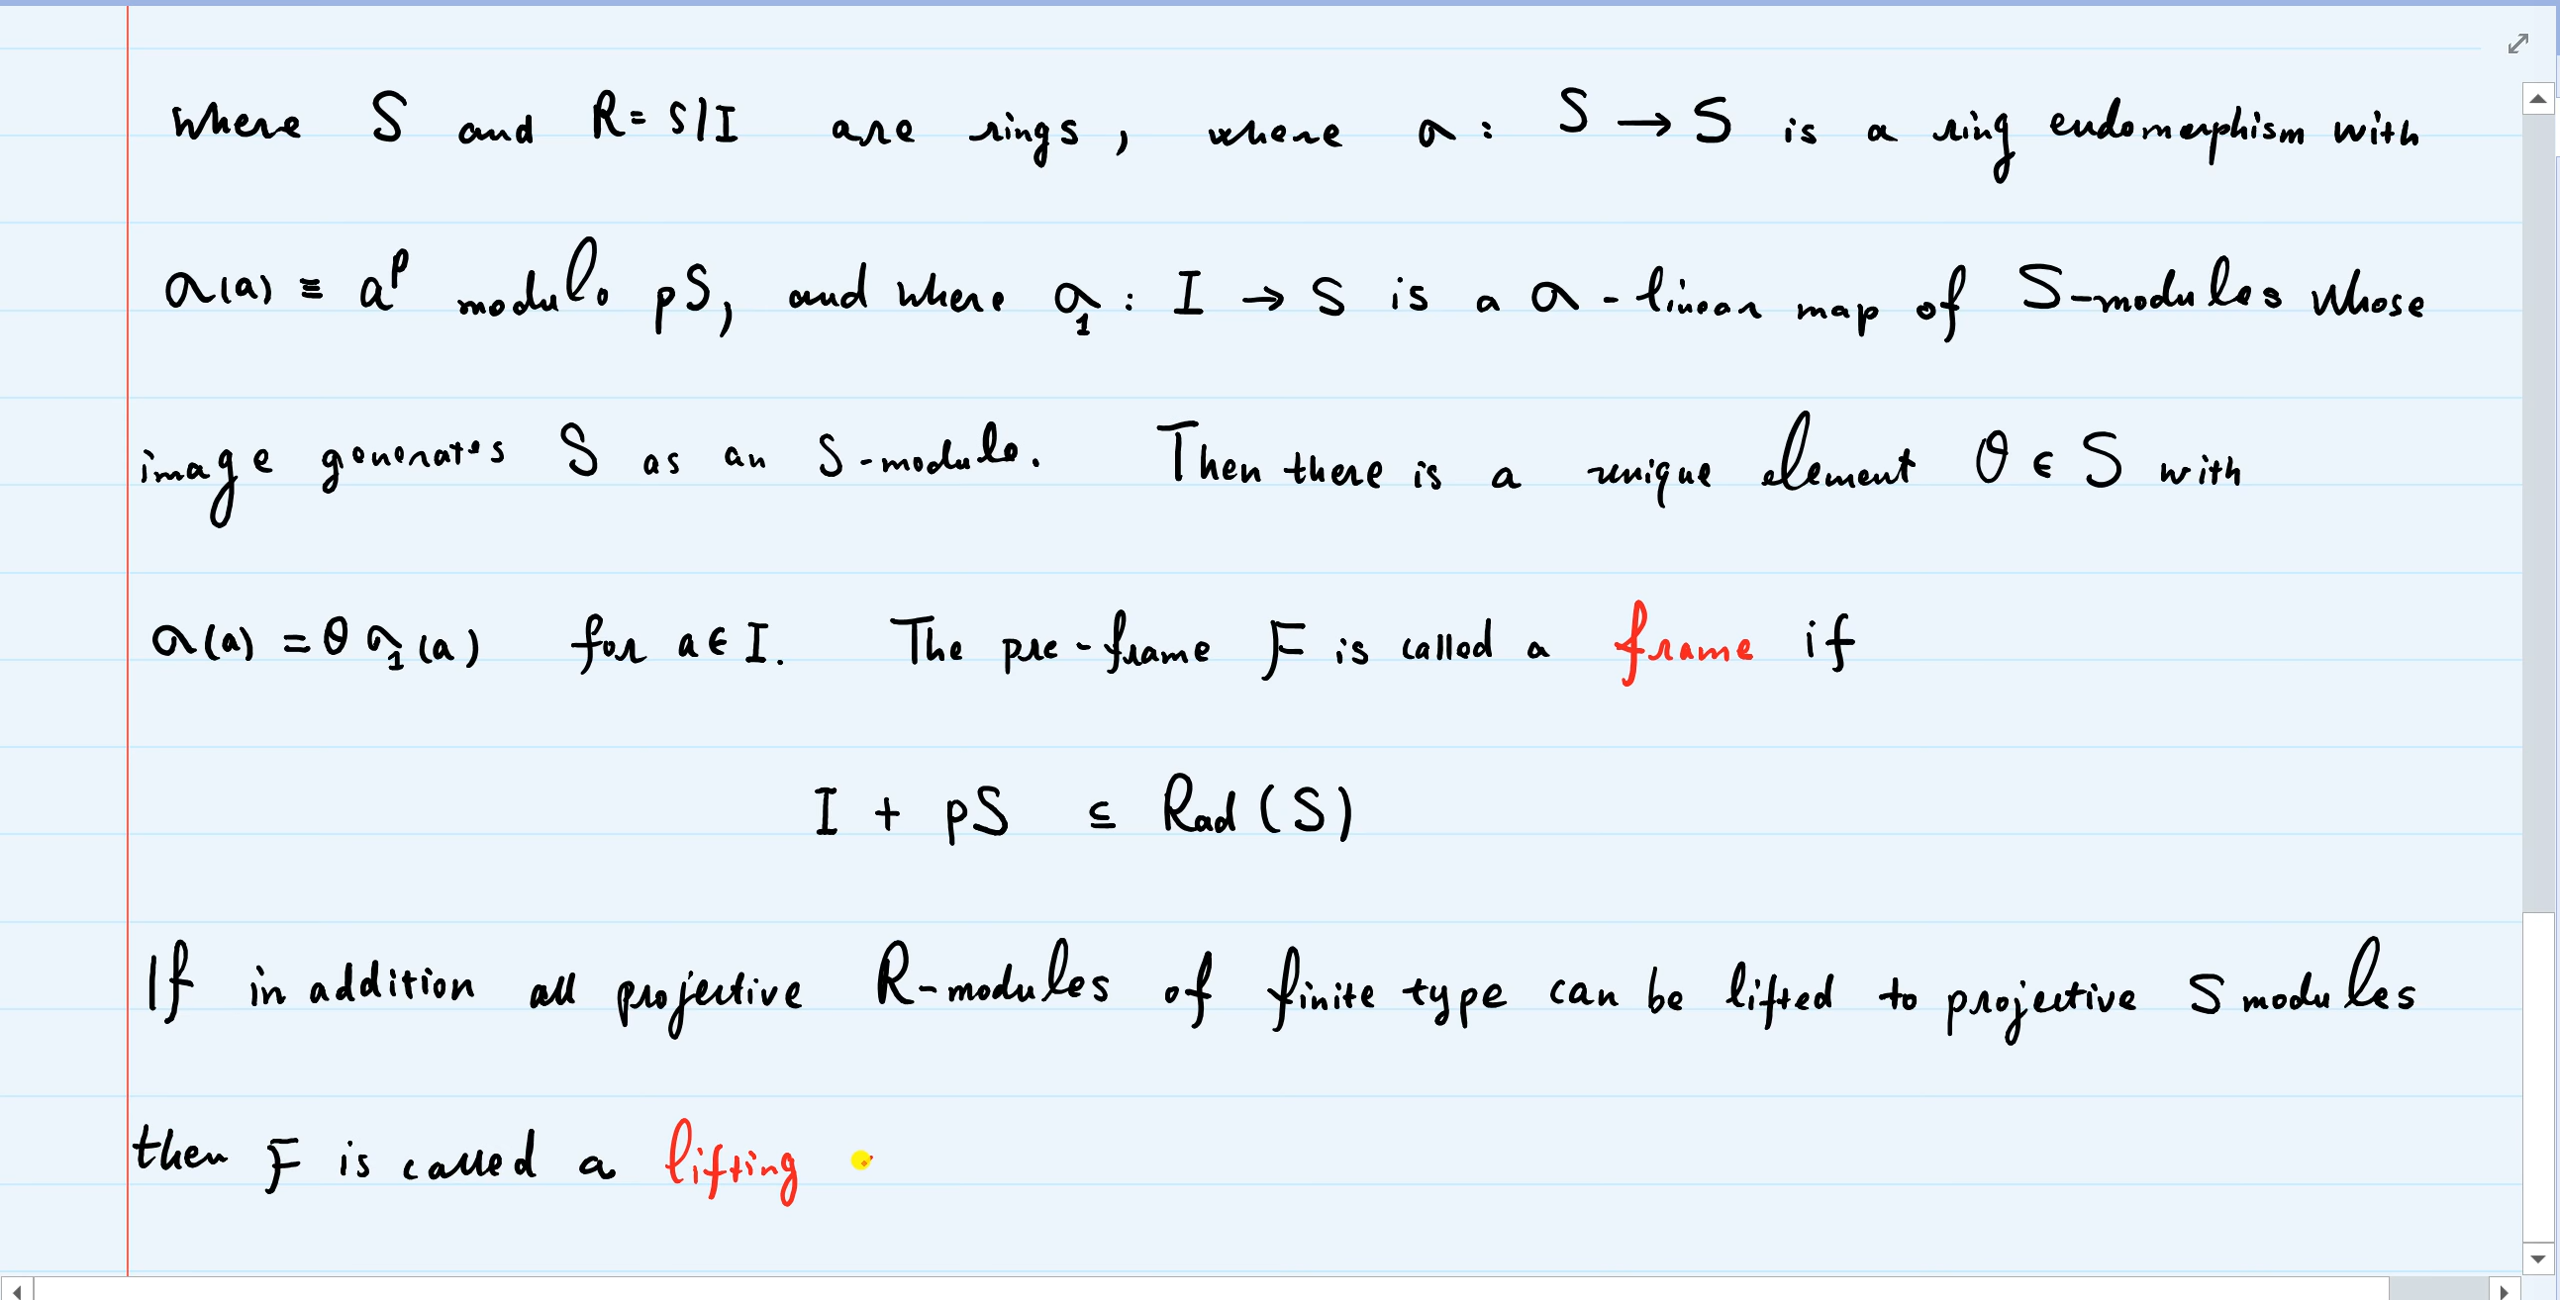 where S and R = S/I are rings, where σ: S → S is a ring endomorphism with
σ(a) ≡ a^p modulo pS, and where σ_1: I → S is a σ-linear map of S-modules whose
image generates S as an S-module. Then there is a unique element θ ∈ S with
σ(a) = θ σ_1(a) for a ∈ I. The pre-frame F is called a frame if
I + pS ⊆ Rad(S)
If in addition all projective R-modules of finite type can be lifted to projective S modules
then F is called a lifting